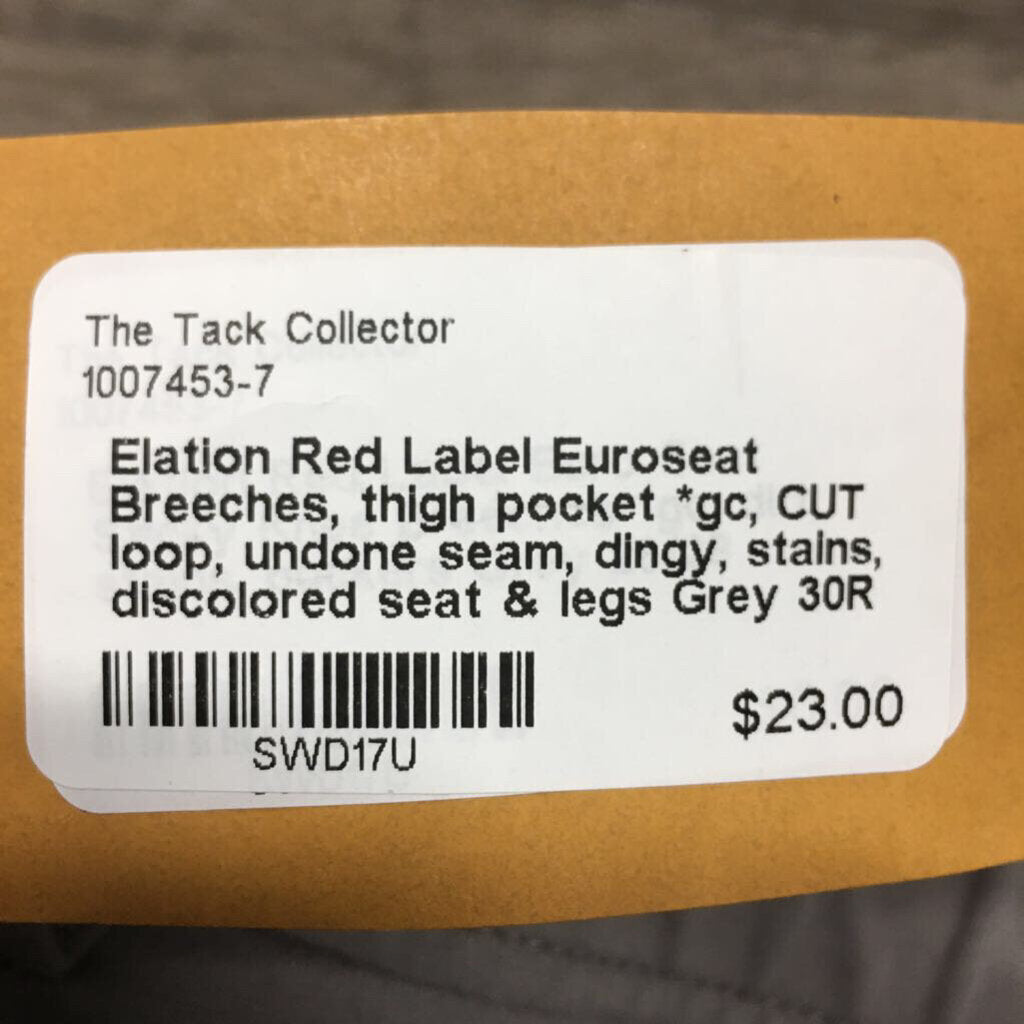 The Tack Collector
1007453-7
Elation Red Label Euroseat
Breeches, thigh pocket *gc, CUT
loop, undone seam, dingy, stains,
discolored seat & legs Grey 30R
SWD17U
$23.00